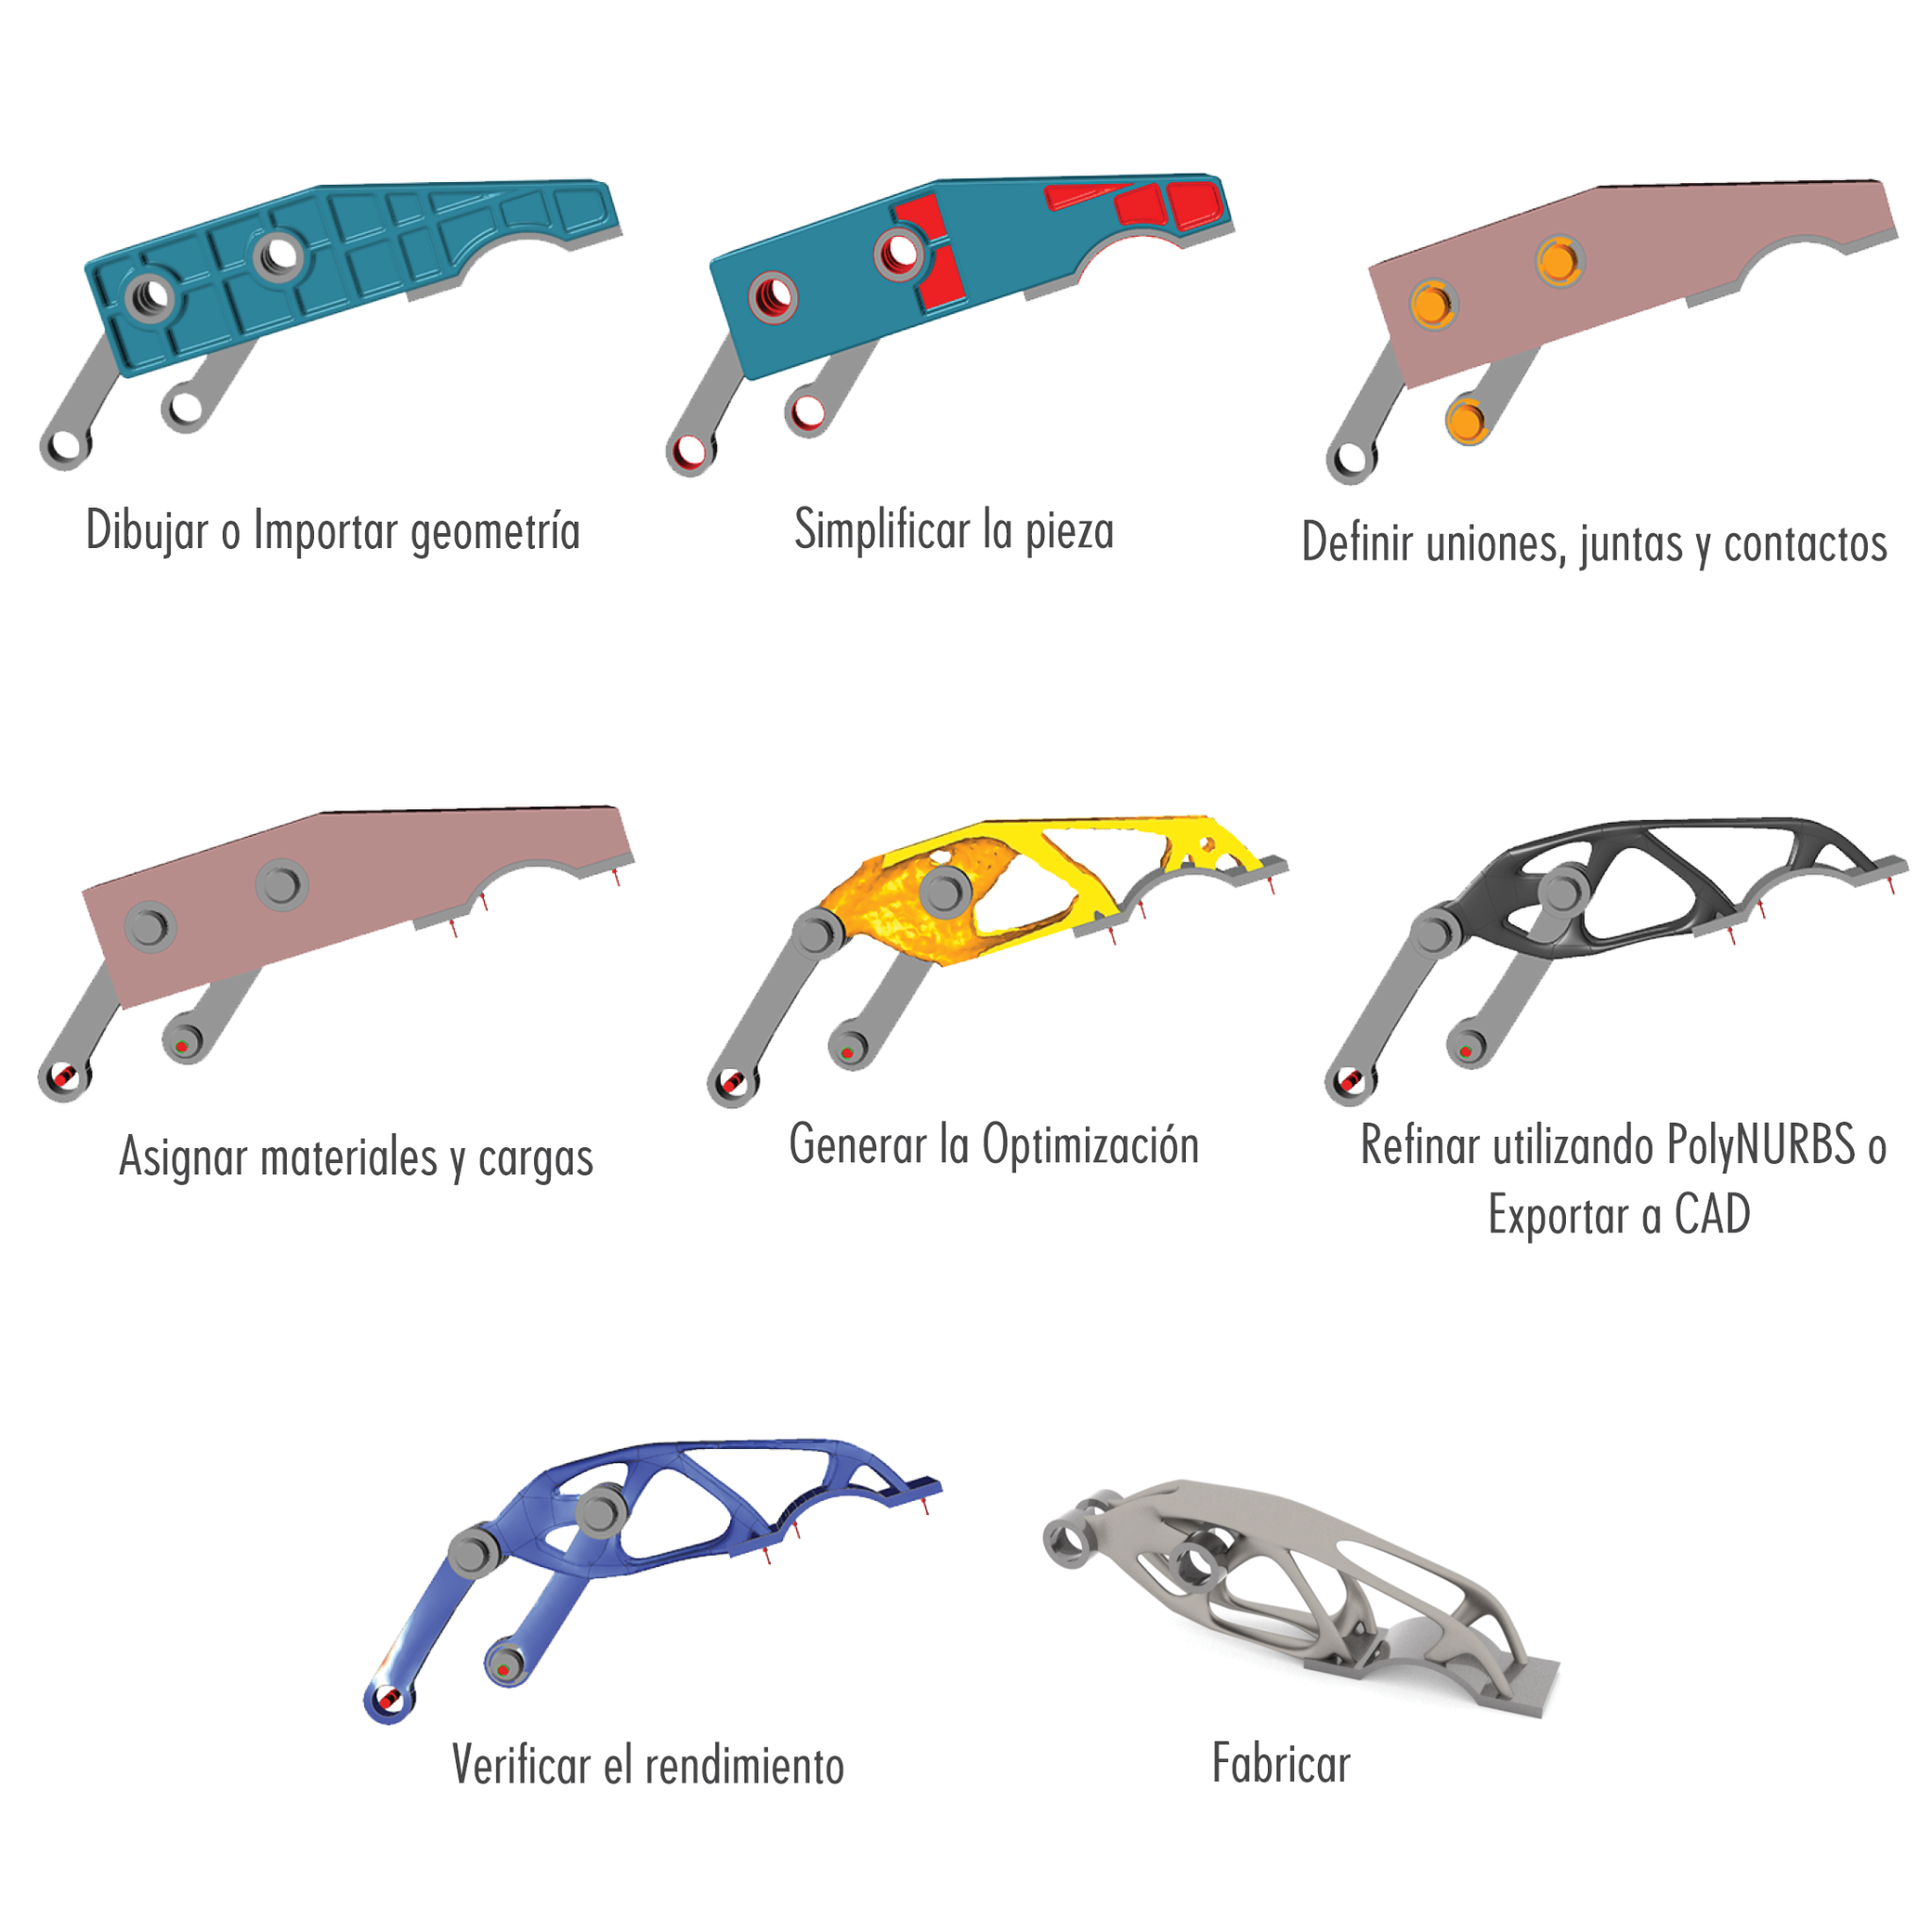 Dibujar o Importar geometría
Simplificar la pieza
Definir uniones, juntas y contactos
Asignar materiales y cargas
Generar la Optimización
Refinar utilizando PolyNURBS o
Exportar a CAD
Verificar el rendimiento
Fabricar